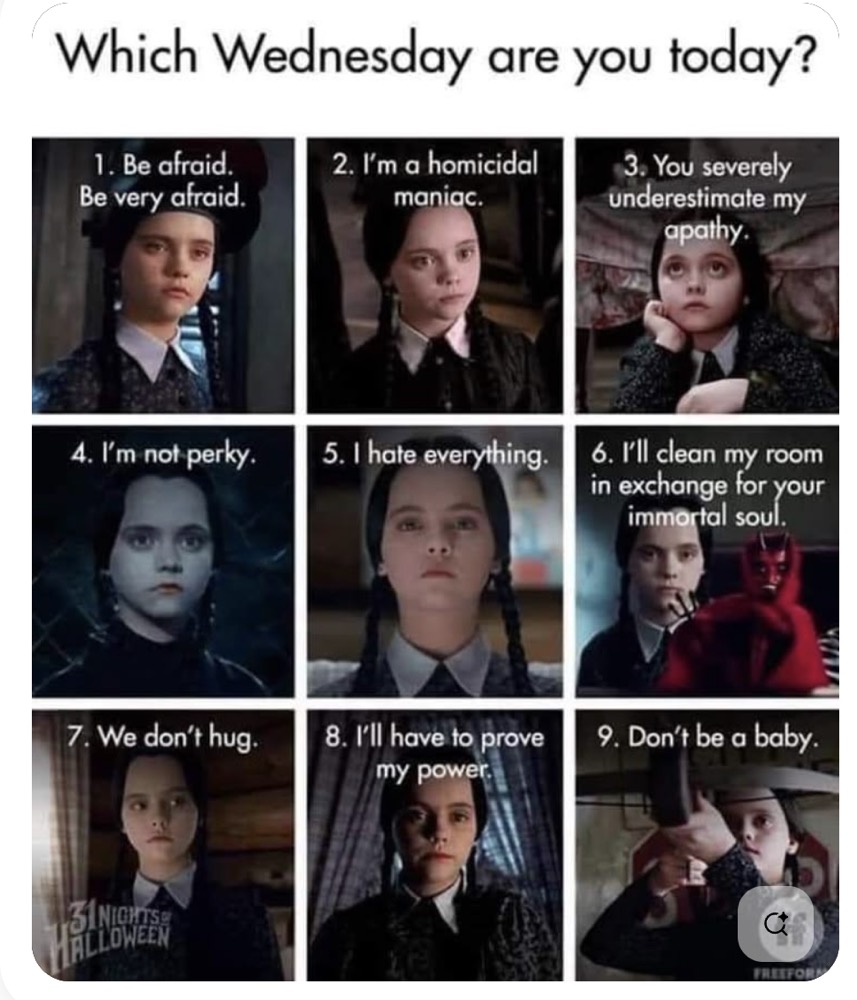 Which Wednesday are you today?
1. Be afraid.
Be very afraid.
2. I'm a homicidal
maniac.
3. You severely
underestimate my
apathy.
4. I'm not perky.
5. I hate everything.
6. I'll clean my room
in exchange for your
immortal soul.
7. We don't hug.
31 NIGHTS OF
HALLOWEEN
8. I'll have to prove
my power.
9. Don't be a baby.
FREEFORM